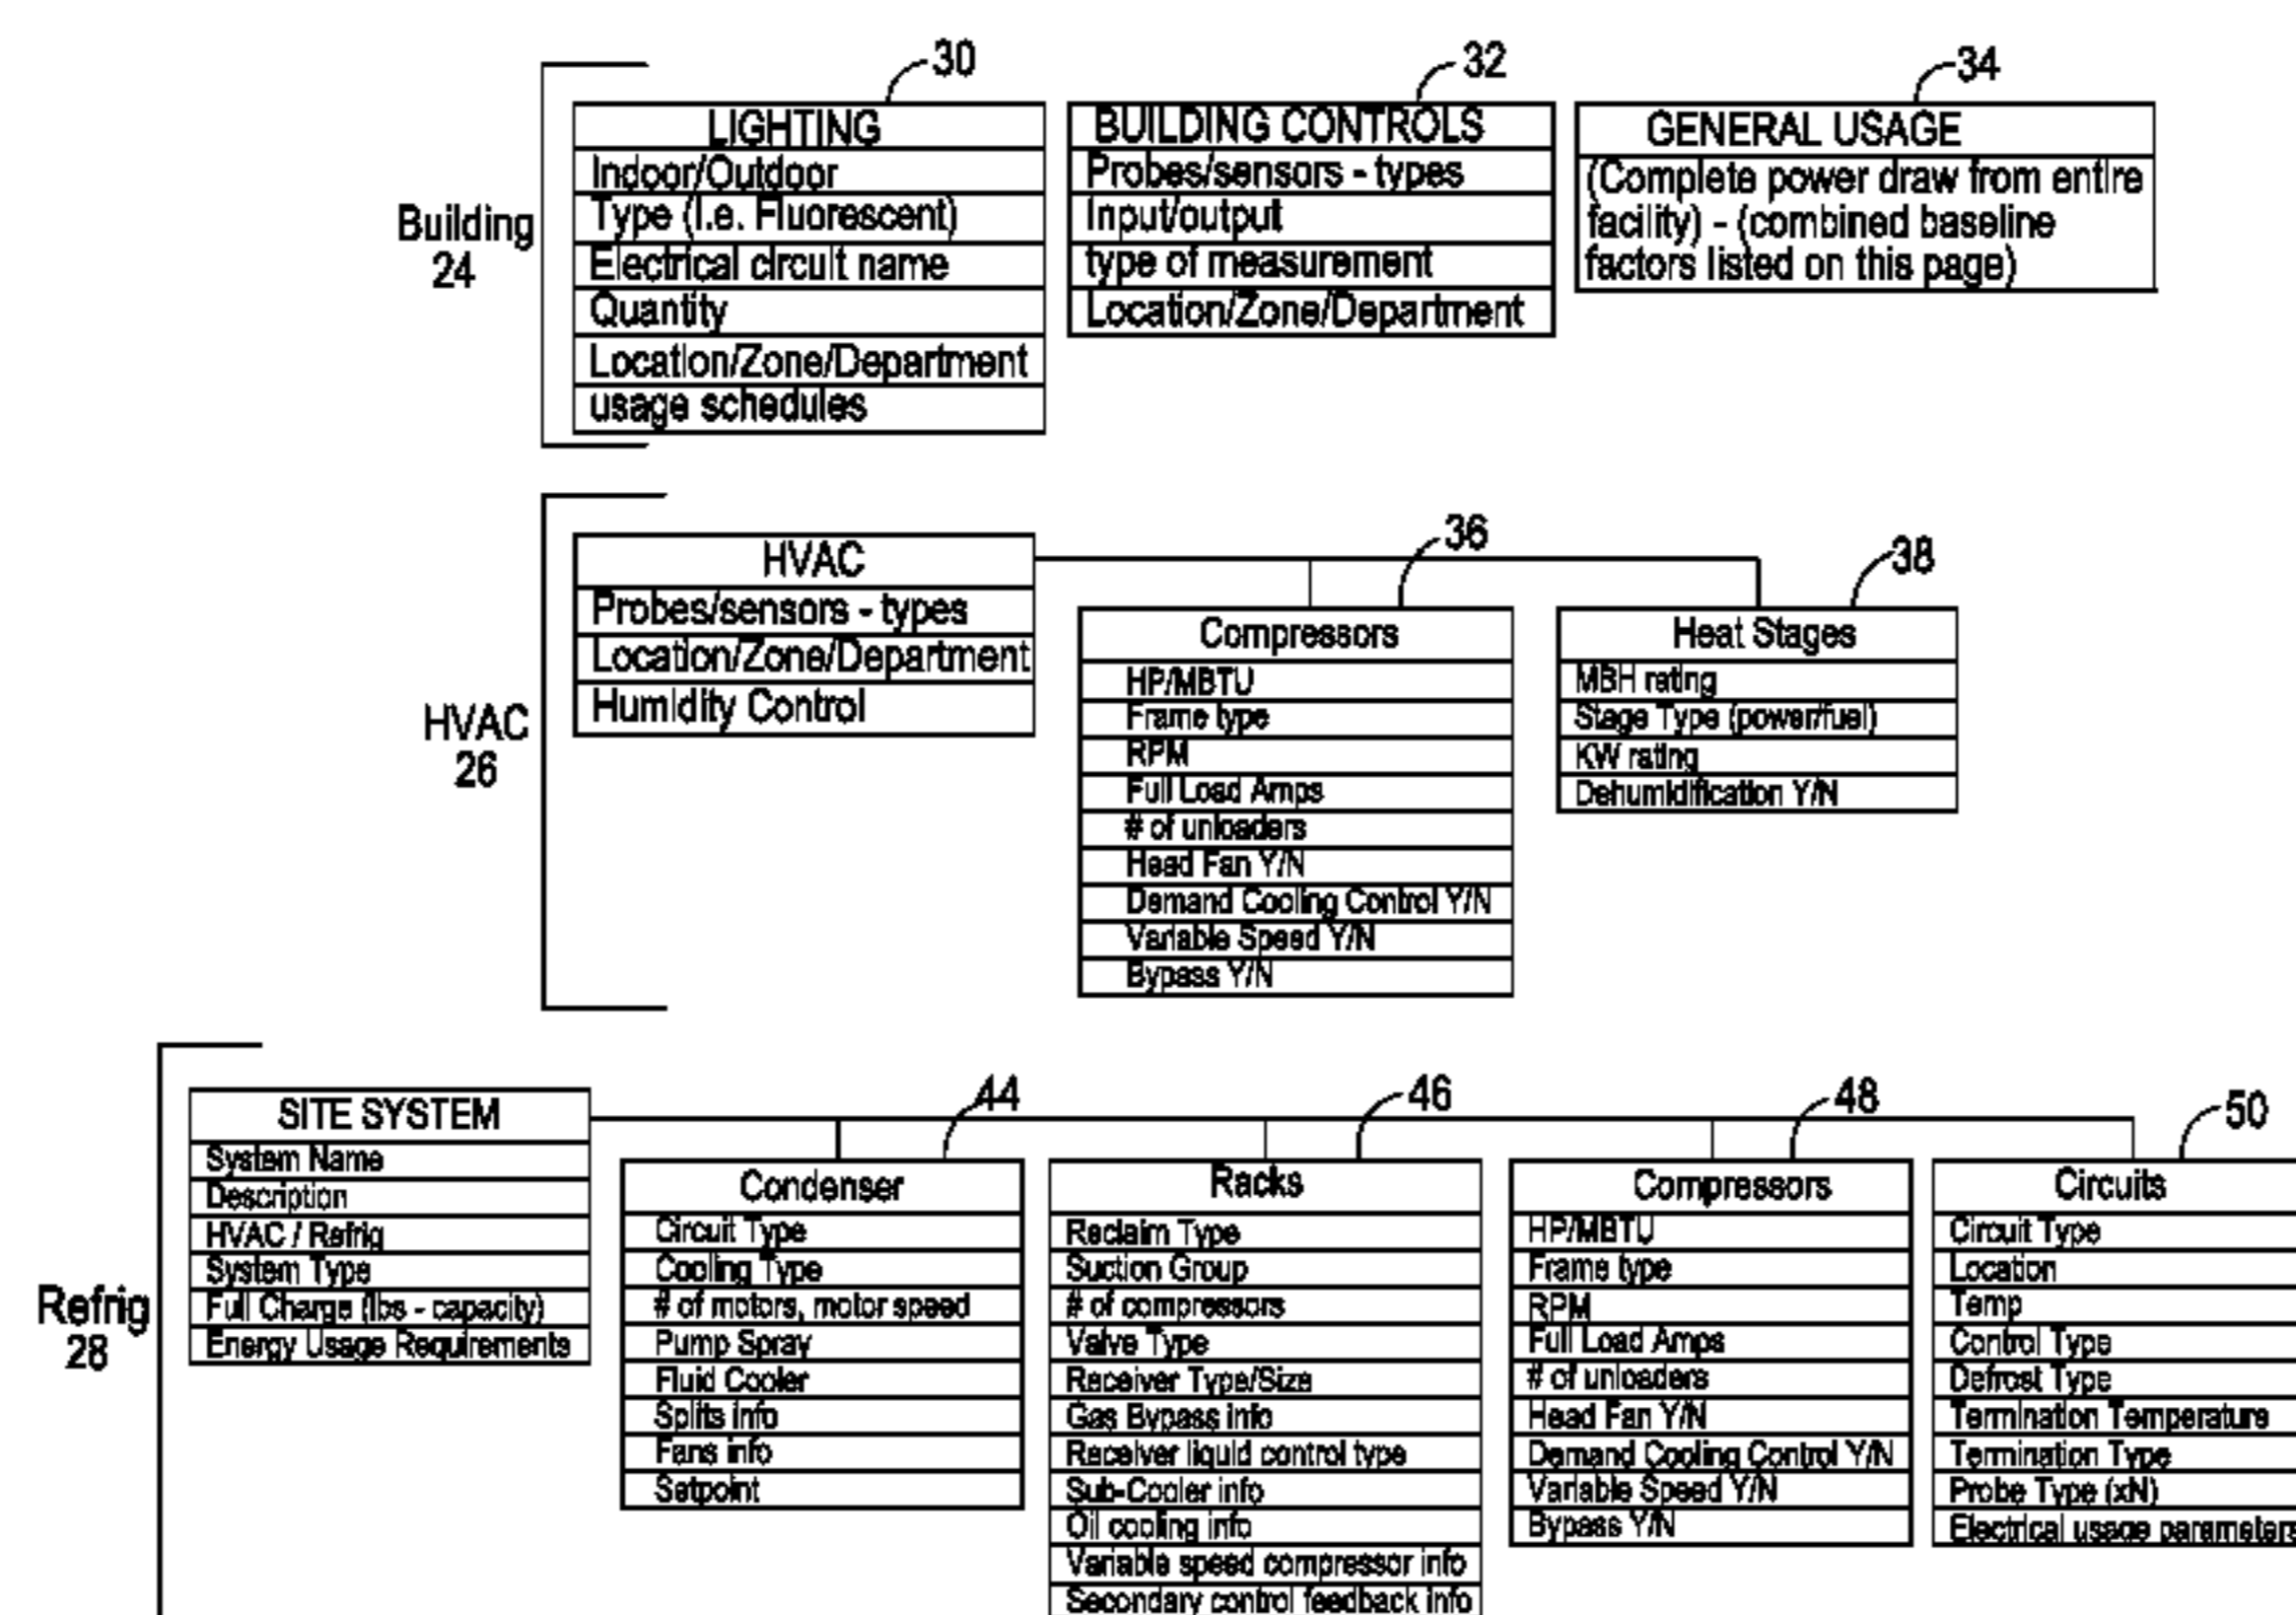 30
32
34
LIGHTING
Indoor/Outdoor
Type (i.e. Fluorescent)
Electrical circuit name
Quantity
Location/Zone/Department
usage schedules
BUILDING CONTROLS
Probes/sensors - types
Input/output
type of measurement
Location/Zone/Department
GENERAL USAGE
(Complete power draw from entire
facility) - (combined baseline
factors listed on this page)
Building
24
HVAC
26
HVAC
Probes/sensors - types
Location/Zone/Department
Humidity Control
36
Compressors
HP/MBTU
Frame type
RPM
Full Load Amps
# of unloaders
Head Fan Y/N
Demand Cooling Control Y/N
Variable Speed Y/N
Bypass Y/N
38
Heat Stages
MBH rating
Stage Type (power/fuel)
KW rating
Dehumidification Y/N
Refrig
28
SITE SYSTEM
System Name
Description
HVAC / Refrig
System Type
Full Charge (lbs - capacity)
Energy Usage Requirements
44
Condenser
Circuit Type
Cooling Type
# of motors, motor speed
Pump Spray
Fluid Cooler
Splits info
Fans info
Setpoint
46
Racks
Reclaim Type
Suction Group
# of compressors
Valve Type
Receiver Type/Size
Gas Bypass info
Receiver liquid control type
Sub-Cooler info
Oil cooling info
Variable speed compressor info
Secondary control feedback info
48
Compressors
HP/MBTU
Frame type
RPM
Full Load Amps
# of unloaders
Head Fan Y/N
Demand Cooling Control Y/N
Variable Speed Y/N
Bypass Y/N
50
Circuits
Circuit Type
Location
Temp
Control Type
Defrost Type
Termination Temperature
Termination Type
Probe Type (xN)
Electrical usage parameters